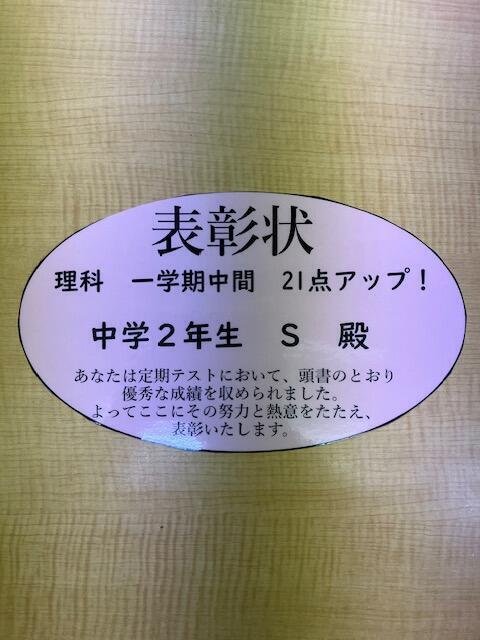 表彰状
理科　一学期中間　21点アップ！
中学２年生　Ｓ　殿
あなたは定期テストにおいて、頭書のとおり
優秀な成績を収められました。
よってここにその努力と熱意をたたえ、
表彰いたします。